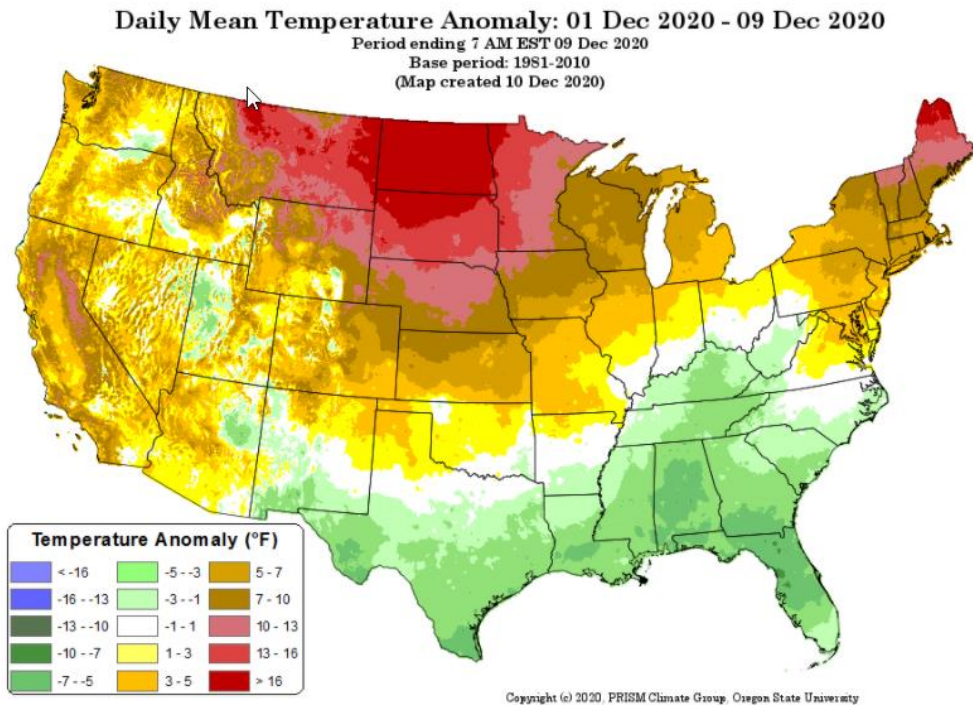 Daily Mean Temperature Anomaly: 01 Dec 2020 - 09 Dec 2020
Period ending 7 AM EST 09 Dec 2020
Base period: 1981-2010
(Map created 10 Dec 2020)
Temperature Anomaly (°F)
< -16
-5 - -3
5 - 7
-16 - -13
-3 - -1
7 - 10
-13 - -10
-1 - 1
10 - 13
-10 - -7
1 - 3
13 - 16
-7 - -5
3 - 5
> 16
Copyright (c) 2020, PRISM Climate Group, Oregon State University